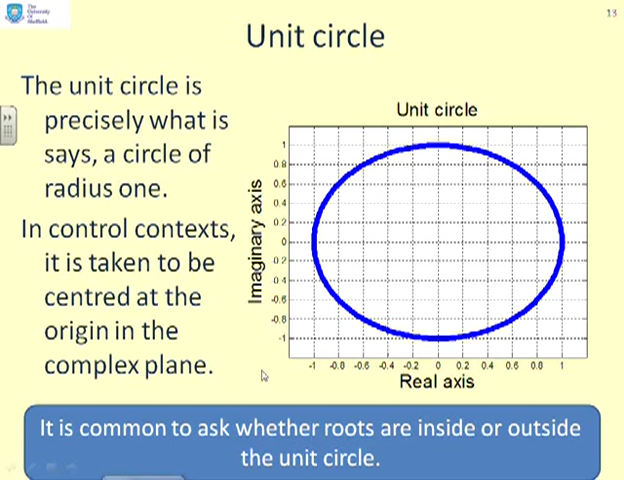 The
University
Of
Sheffield.
13
Unit circle
The unit circle is
precisely what is
says, a circle of
radius one.
In control contexts,
it is taken to be
centred at the
origin in the
complex plane.
Unit circle
Imaginary axis
1
0.8
0.6
0.4
0.2
0
-0.2
-0.4
-0.6
-0.8
-1
-1 -0.8 -0.6 -0.4 -0.2 0 0.2 0.4 0.6 0.8 1
Real axis
It is common to ask whether roots are inside or outside
the unit circle.